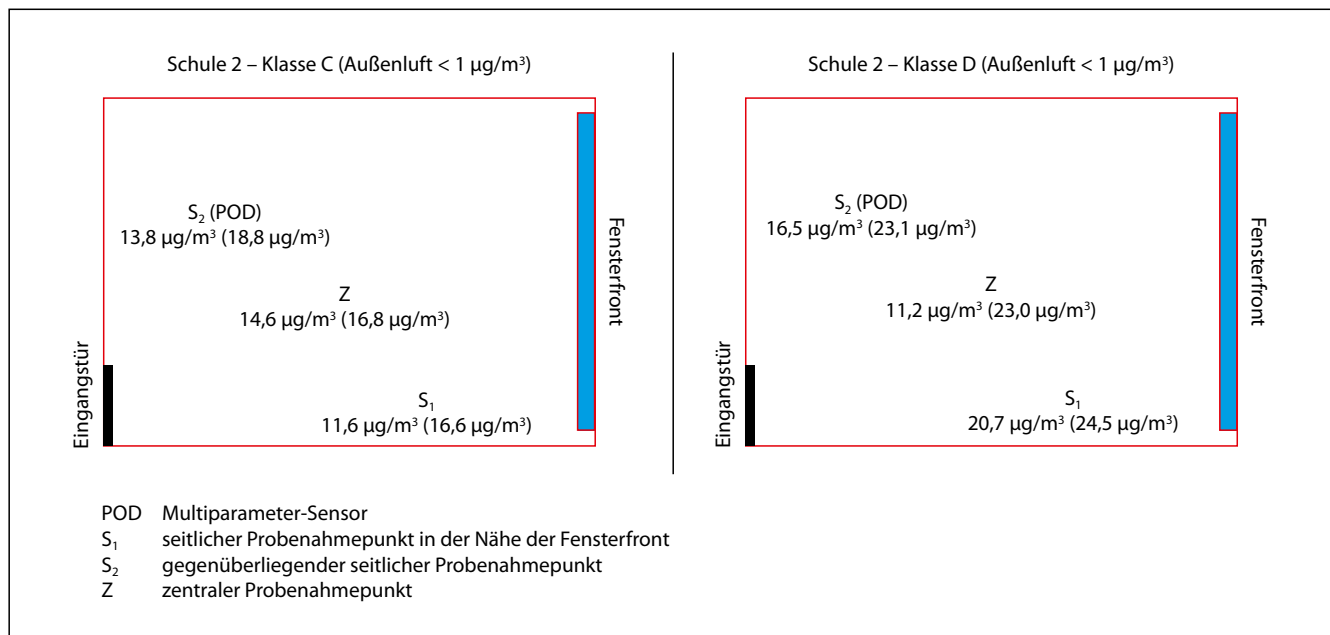 Schule 2 – Klasse C (Außenluft < 1 µg/m³)
S₂ (POD)
13,8 µg/m³ (18,8 µg/m³)
Z
14,6 µg/m³ (16,8 µg/m³)
S₁
11,6 µg/m³ (16,6 µg/m³)
Eingangstür
Fensterfront
Schule 2 – Klasse D (Außenluft < 1 µg/m³)
S₂ (POD)
16,5 µg/m³ (23,1 µg/m³)
Z
11,2 µg/m³ (23,0 µg/m³)
S₁
20,7 µg/m³ (24,5 µg/m³)
Eingangstür
Fensterfront
POD Multiparameter-Sensor
S₁ seitlicher Probenahmepunkt in der Nähe der Fensterfront
S₂ gegenüberliegender seitlicher Probenahmepunkt
Z zentraler Probenahmepunkt